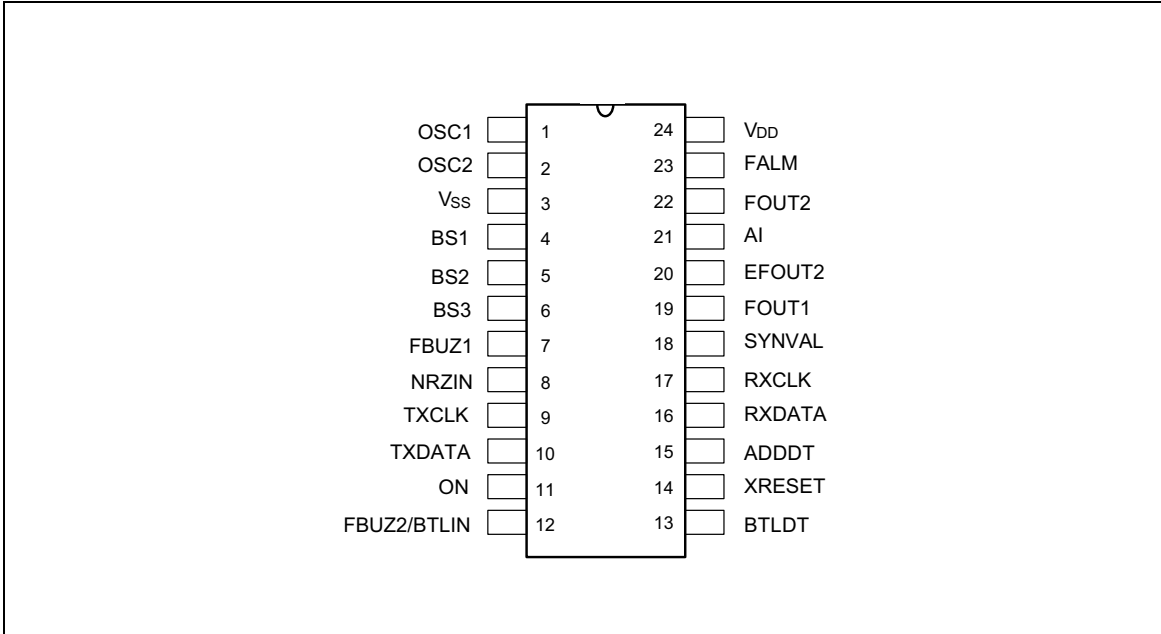 OSC1 1 24 VDD
OSC2 2 23 FALM
VSS 3 22 FOUT2
BS1 4 21 AI
BS2 5 20 EFOUT2
BS3 6 19 FOUT1
FBUZ1 7 18 SYNVAL
NRZIN 8 17 RXCLK
TXCLK 9 16 RXDATA
TXDATA 10 15 ADDDT
ON 11 14 XRESET
FBUZ2/BTLIN 12 13 BTLDT